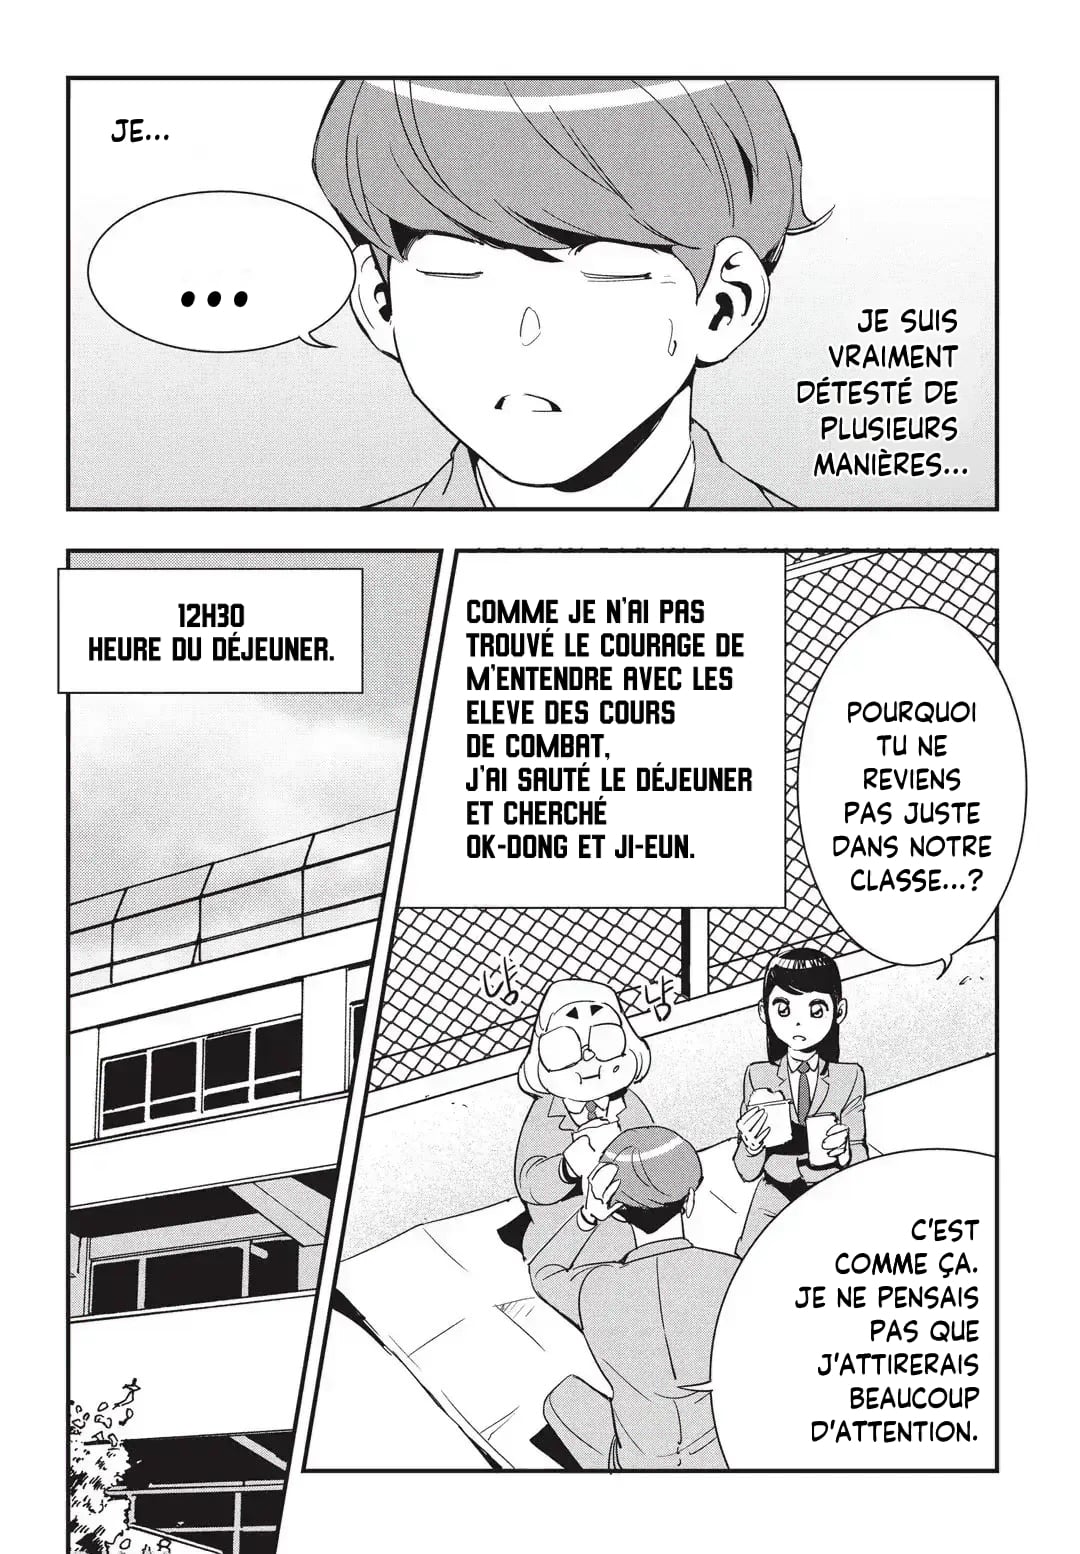 JE...
...
JE SUIS
VRAIMENT
DÉTESTÉ DE
PLUSIEURS
MANIÈRES...
12H30
HEURE DU DÉJEUNER.
COMME JE N'AI PAS
TROUVÉ LE COURAGE DE
M'ENTENDRE AVEC LES
ELEVE DES COURS
DE COMBAT,
J'AI SAUTÉ LE DÉJEUNER
ET CHERCHÉ
OK-DONG ET JI-EUN.
POURQUOI
TU NE
REVIENS
PAS JUSTE
DANS NOTRE
CLASSE...?
냠
냠
C'EST
COMME ÇA.
JE NE PENSAIS
PAS QUE
J'ATTIRERAIS
BEAUCOUP
D'ATTENTION.